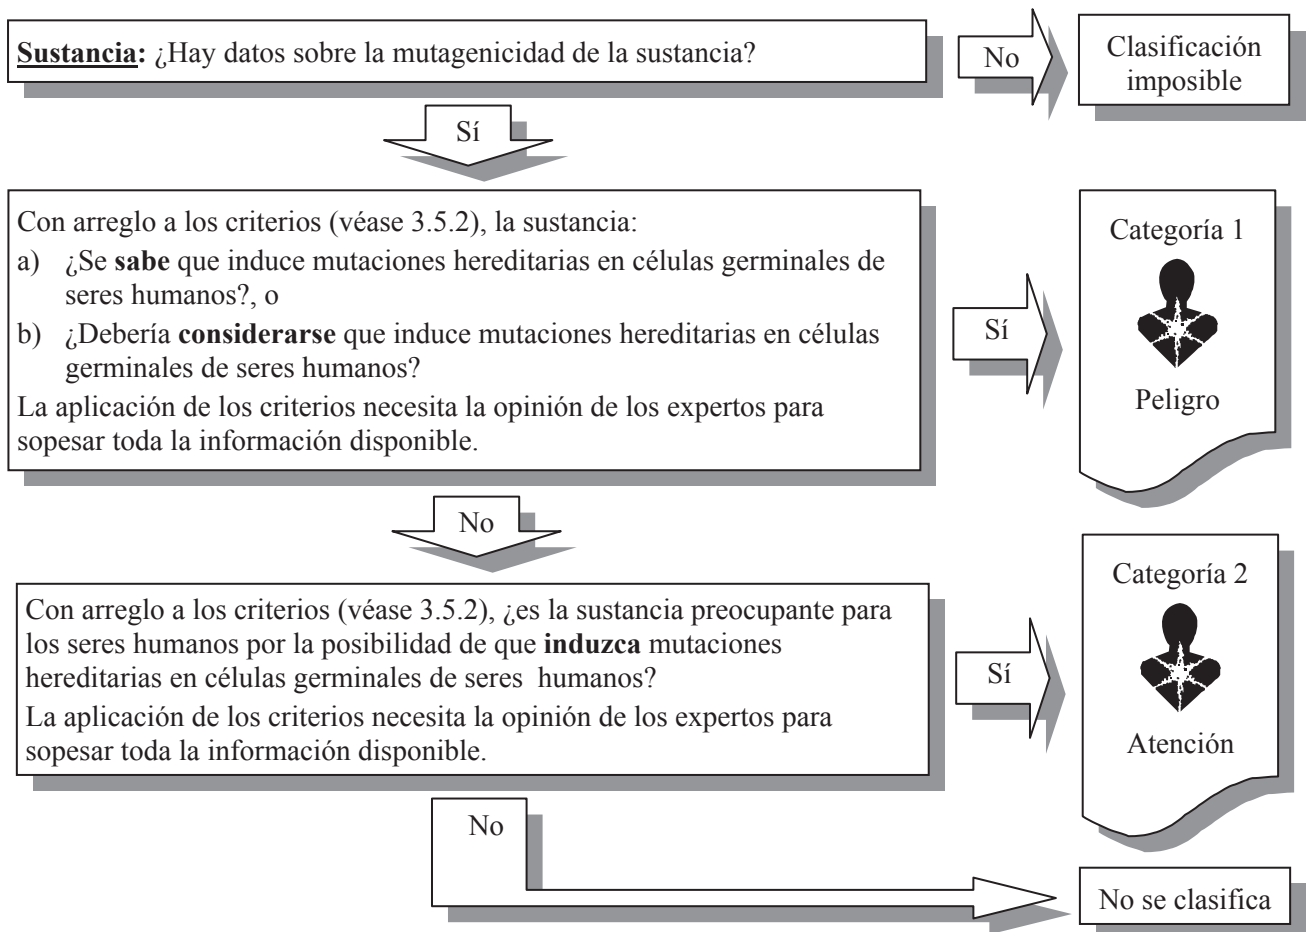 Sustancia: ¿Hay datos sobre la mutagenicidad de la sustancia?
No
Clasificación
imposible
Sí
Con arreglo a los criterios (véase 3.5.2), la sustancia:
a) ¿Se sabe que induce mutaciones hereditarias en células germinales de
seres humanos?, o
b) ¿Debería considerarse que induce mutaciones hereditarias en células
germinales de seres humanos?
La aplicación de los criterios necesita la opinión de los expertos para
sopesar toda la información disponible.
Sí
Categoría 1
Peligro
No
Con arreglo a los criterios (véase 3.5.2), ¿es la sustancia preocupante para
los seres humanos por la posibilidad de que induzca mutaciones
hereditarias en células germinales de seres humanos?
La aplicación de los criterios necesita la opinión de los expertos para
sopesar toda la información disponible.
Sí
Categoría 2
Atención
No
No se clasifica